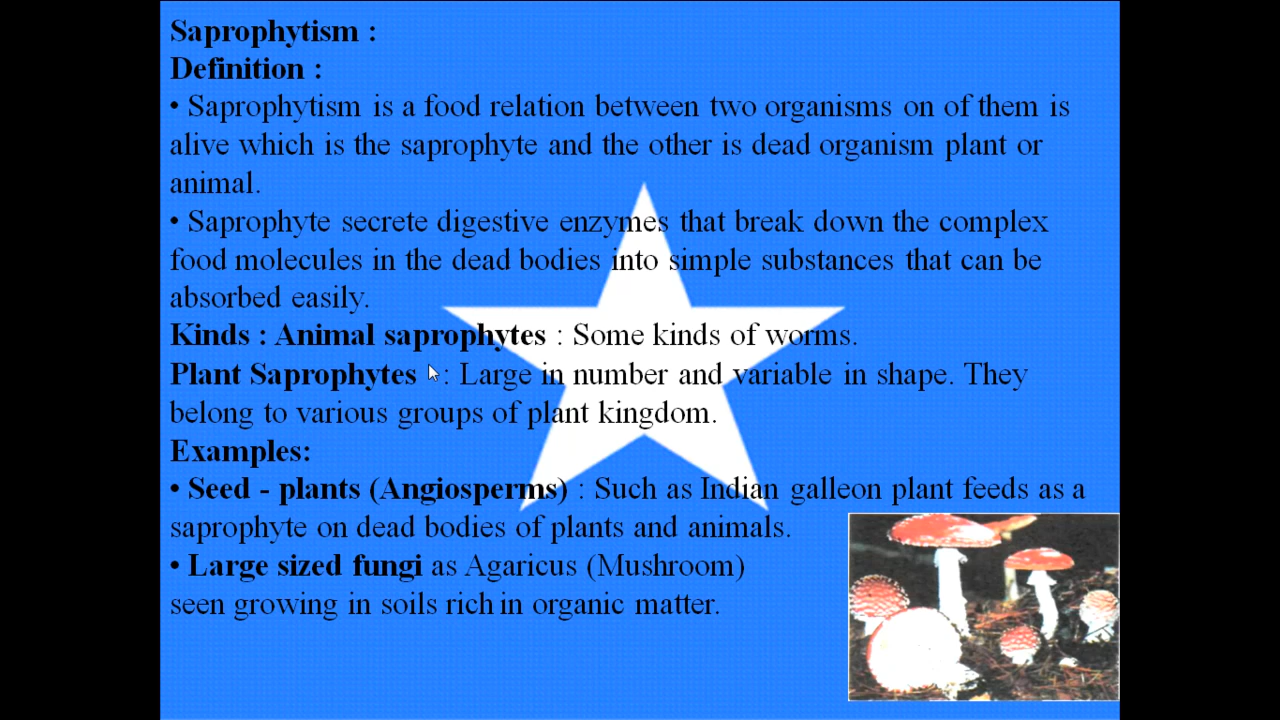 Saprophytism :
Definition :
• Saprophytism is a food relation between two organisms on of them is
alive which is the saprophyte and the other is dead organism plant or
animal.
• Saprophyte secrete digestive enzymes that break down the complex
food molecules in the dead bodies into simple substances that can be
absorbed easily.
Kinds : Animal saprophytes : Some kinds of worms.
Plant Saprophytes : Large in number and variable in shape. They
belong to various groups of plant kingdom.
Examples:
• Seed - plants (Angiosperms) : Such as Indian galleon plant feeds as a
saprophyte on dead bodies of plants and animals.
• Large sized fungi as Agaricus (Mushroom)
seen growing in soils rich in organic matter.